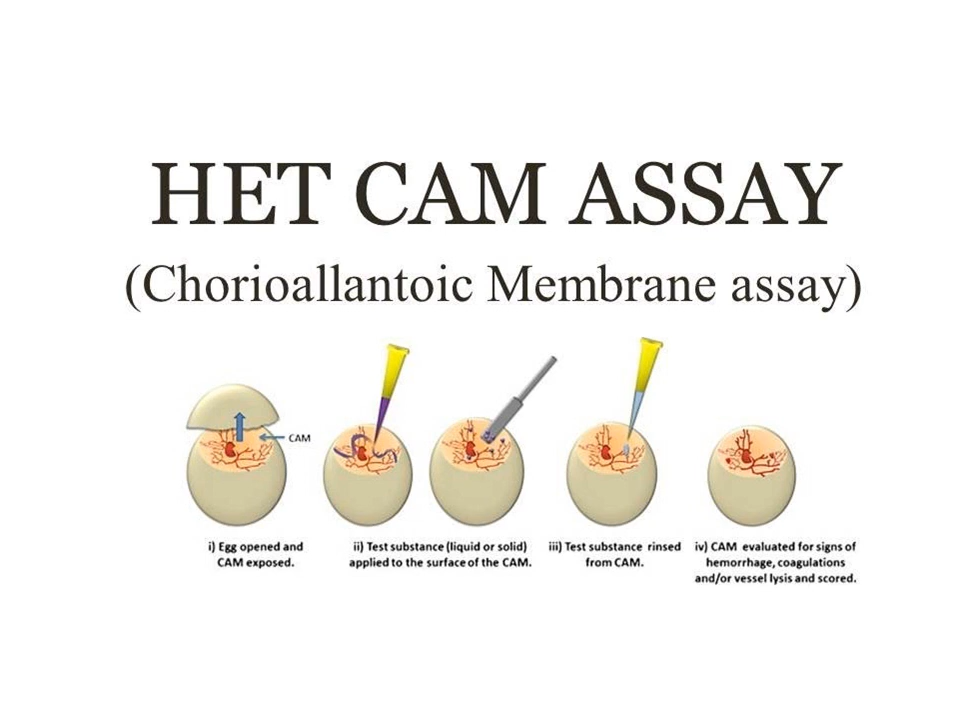 HET CAM ASSAY
(Chorioallantoic Membrane assay)
CAM
i) Egg opened and
CAM exposed.
ii) Test substance (liquid or solid)
applied to the surface of the CAM.
iii) Test substance rinsed
from CAM.
iv) CAM evaluated for signs of
hemorrhage, coagulations
and/or vessel lysis and scored.